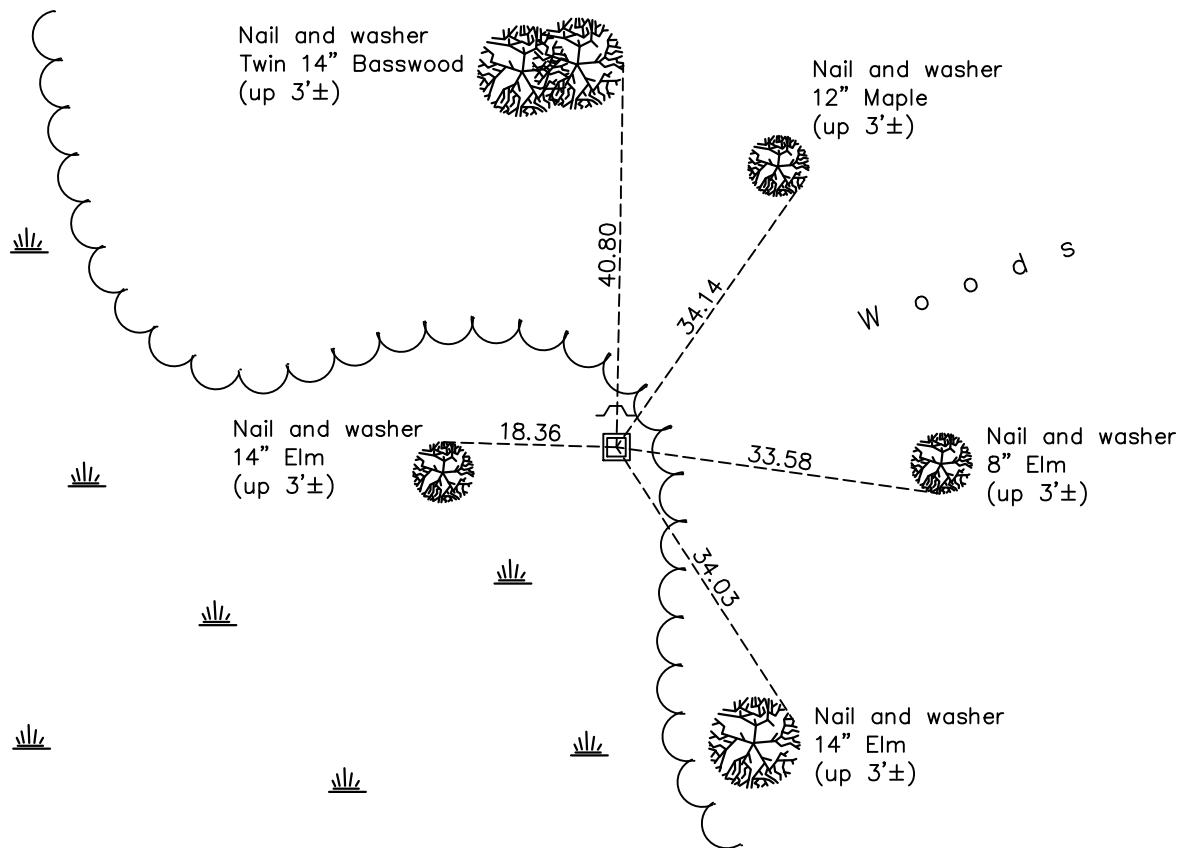 Nail and washer
Twin 14” Basswood
(up 3'±)
Nail and washer
12” Maple
(up 3'±)
40.80
34.14
Woods
Nail and washer
14” Elm
(up 3'±)
18.36
33.58
Nail and washer
8” Elm
(up 3'±)
34.03
Nail and washer
14” Elm
(up 3'±)